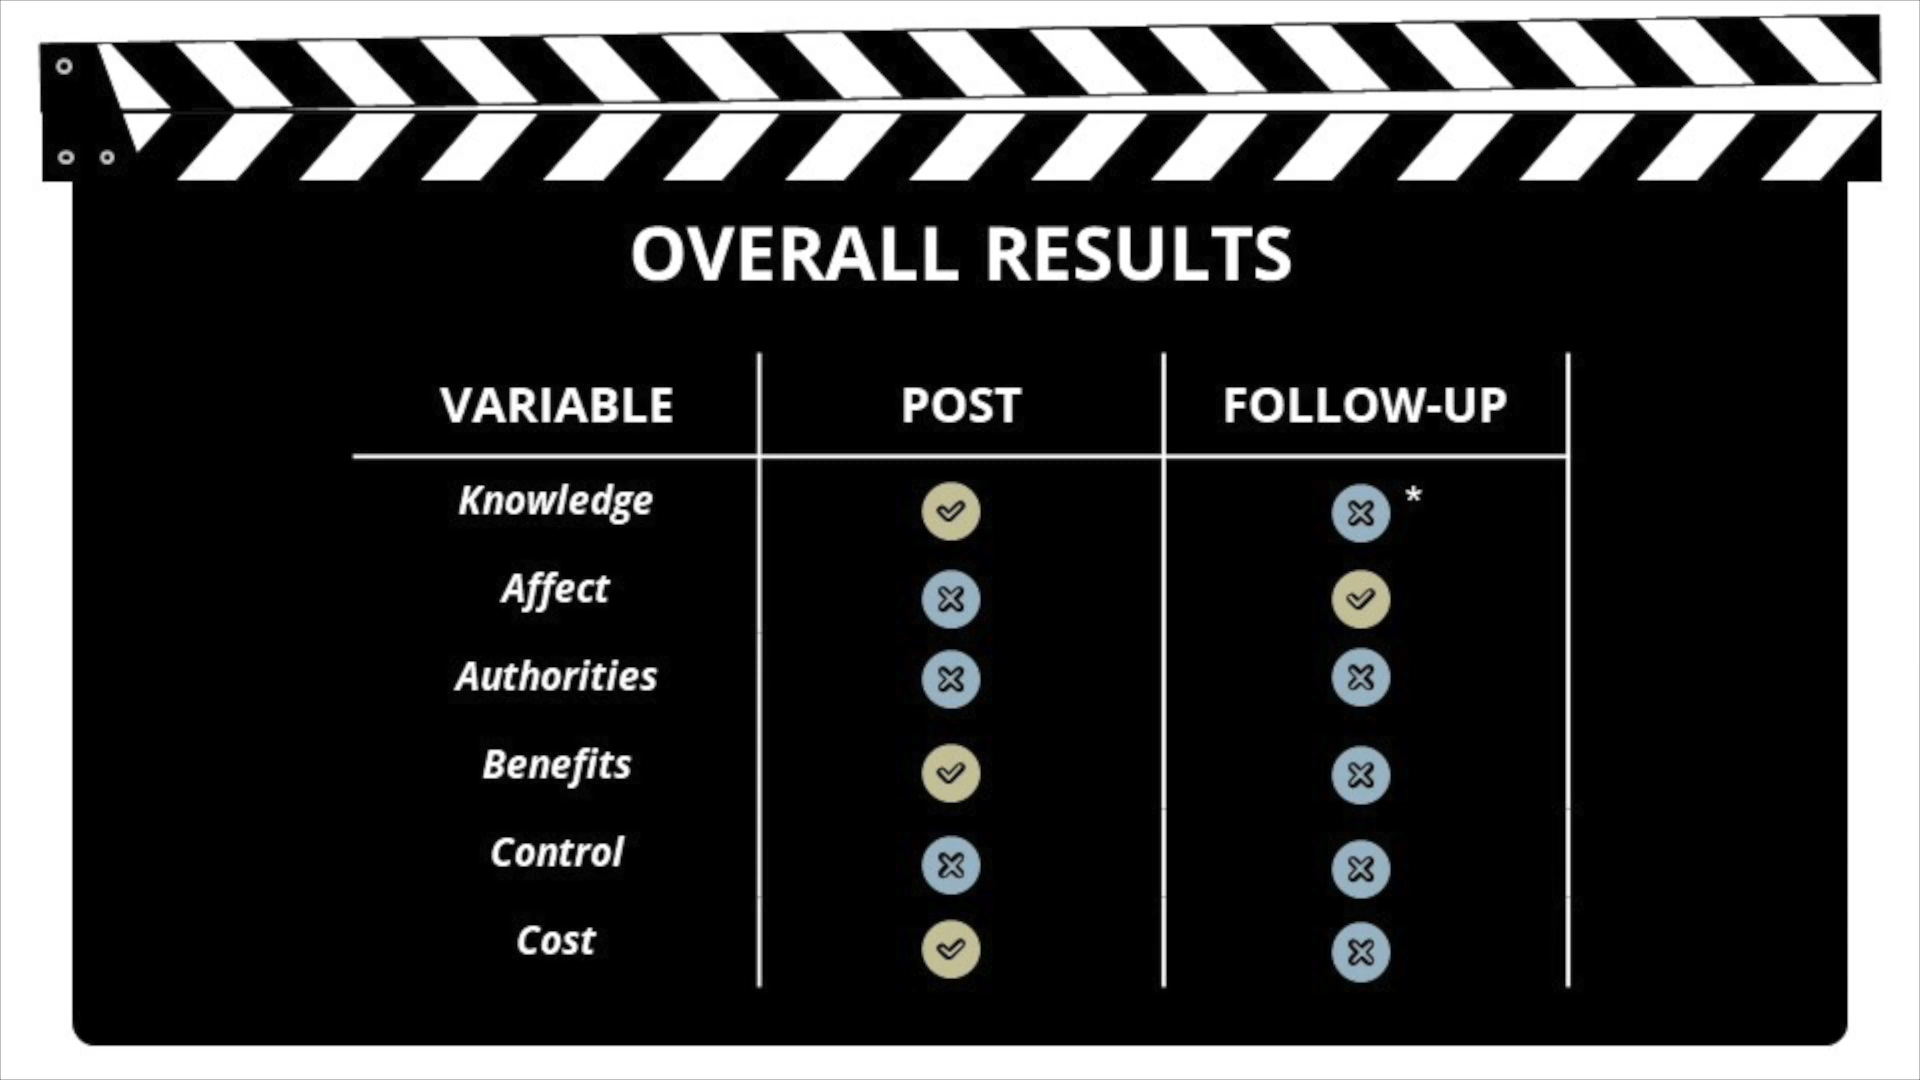 OVERALL RESULTS
VARIABLE POST FOLLOW-UP
Knowledge *
Affect
Authorities
Benefits
Control
Cost